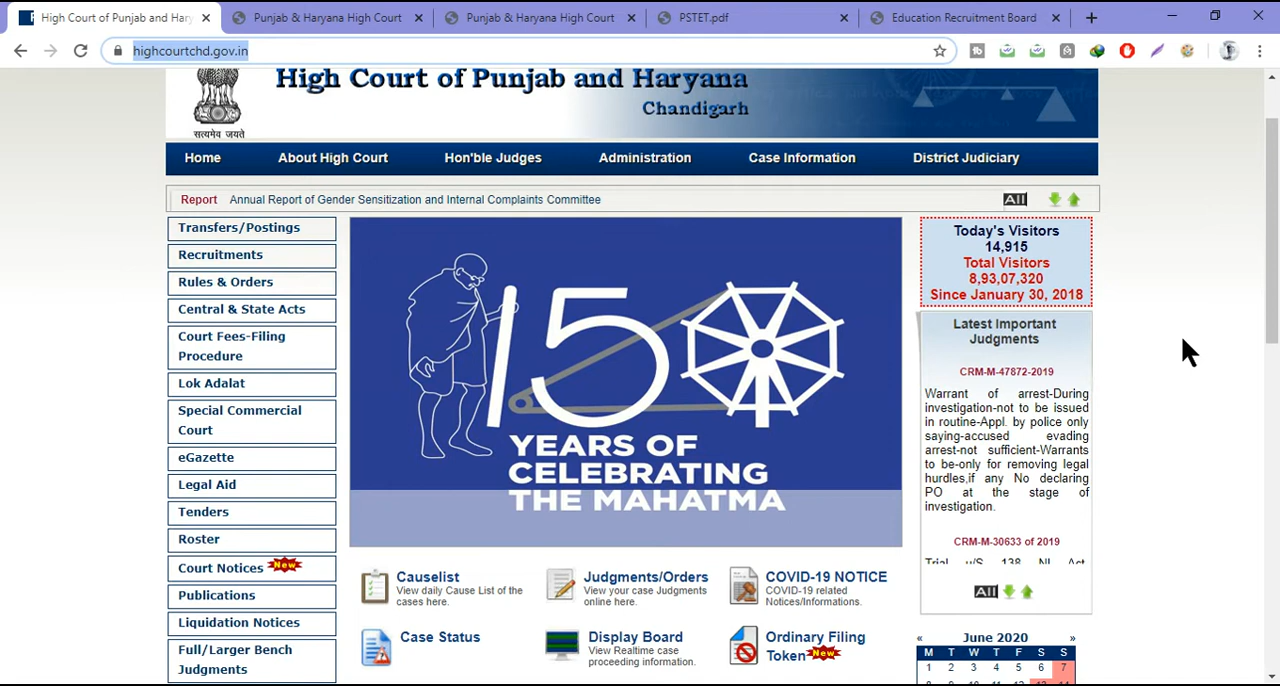 High Court of Punjab and Hary
Punjab & Haryana High Court
Punjab & Haryana High Court
PSTET.pdf
Education Recruitment Board
highcourtchd.gov.in
High Court of Punjab and Haryana
Chandigarh
सत्यमेव जयते
Home
About High Court
Hon'ble Judges
Administration
Case Information
District Judiciary
Report Annual Report of Gender Sensitization and Internal Complaints Committee
All
Transfers/Postings
Recruitments
Rules & Orders
Central & State Acts
Court Fees-Filing
Procedure
Lok Adalat
Special Commercial
Court
eGazette
Legal Aid
Tenders
Roster
Court Notices New
Publications
Liquidation Notices
Full/Larger Bench
Judgments
150
YEARS OF
CELEBRATING
THE MAHATMA
Causelist
View daily Cause List of the
cases here.
Judgments/Orders
View your case Judgments
online here.
COVID-19 NOTICE
COVID-19 related
Notices/Informations.
Case Status
Display Board
View Realtime case
proceeding information.
Ordinary Filing
Token New
Today's Visitors
14,915
Total Visitors
8,93,07,320
Since January 30, 2018
Latest Important
Judgments
CRM-M-47872-2019
Warrant of arrest-During
investigation-not to be issued
in routine-Appl. by police only
saying-accused evading
arrest-not sufficient-Warrants
to be-only for removing legal
hurdles,if any No declaring
PO at the stage of
investigation.
CRM-M-30633 of 2019
Trial u/S 138 NI Act
All
« June 2020 »
M T W T F S S
1 2 3 4 5 6 7